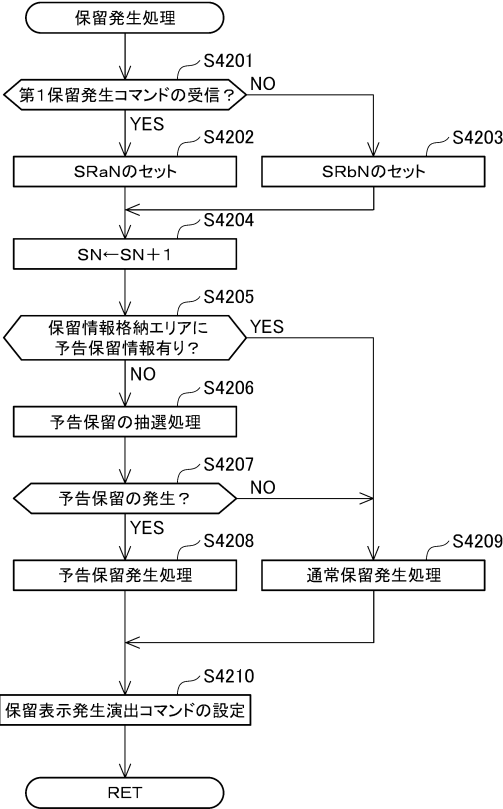 保留発生処理
S4201
第1保留発生コマンドの受信？
NO
YES
S4202
SRaNのセット
S4203
SRbNのセット
S4204
SN←SN＋1
S4205
保留情報格納エリアに
予告保留情報有り？
YES
NO
S4206
予告保留の抽選処理
S4207
予告保留の発生？
NO
YES
S4208
予告保留発生処理
S4209
通常保留発生処理
S4210
保留表示発生演出コマンドの設定
RET